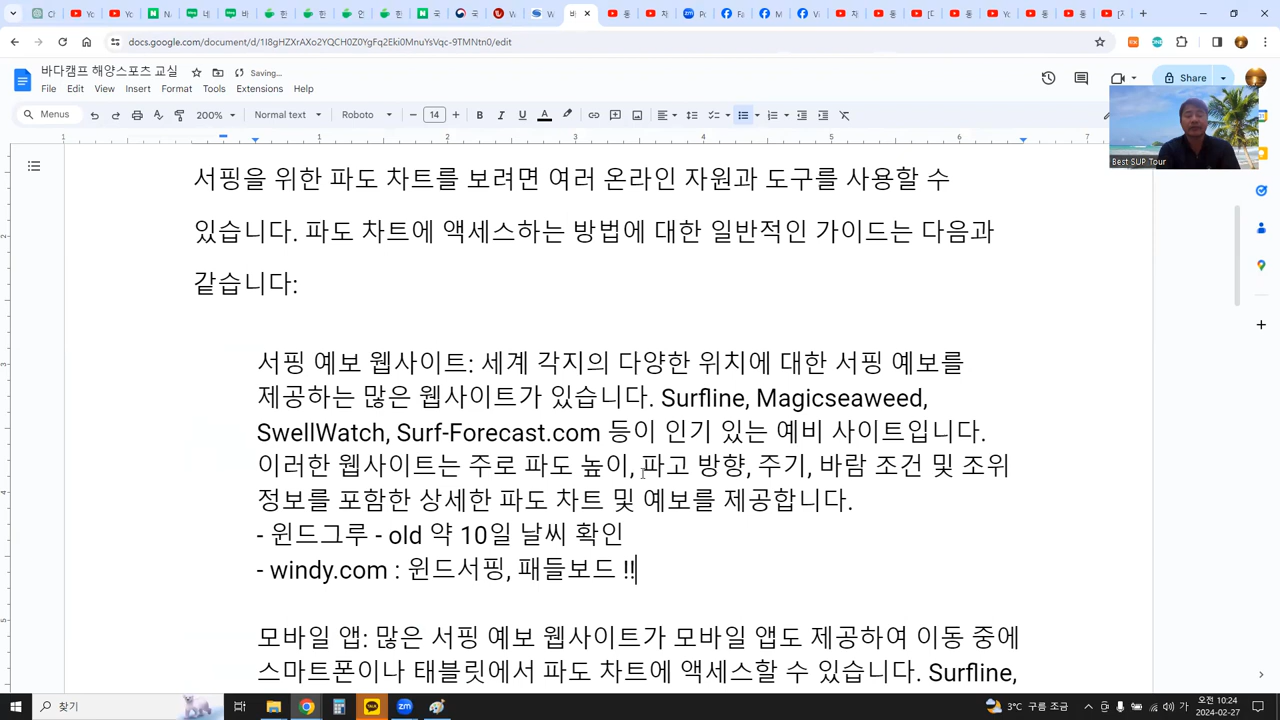 docs.google.com/document/d/1I8gHZXrAXo2YQCH0Z0YgFq2Eki0MnuYsVqc-9TMNtn0/edit
바다캠프 해양스포츠 교실
Saving...
Share
File Edit View Insert Format Tools Extensions Help
Menus 200% Normal text Roboto 14
Best SUP Tour
서핑을 위한 파도 차트를 보려면 여러 온라인 자원과 도구를 사용할 수
있습니다. 파도 차트에 액세스하는 방법에 대한 일반적인 가이드는 다음과
같습니다:
서핑 예보 웹사이트: 세계 각지의 다양한 위치에 대한 서핑 예보를
제공하는 많은 웹사이트가 있습니다. Surfline, Magicseaweed,
SwellWatch, Surf-Forecast.com 등이 인기 있는 예비 사이트입니다.
이러한 웹사이트는 주로 파도 높이, 파고 방향, 주기, 바람 조건 및 조위
정보를 포함한 상세한 파도 차트 및 예보를 제공합니다.
- 윈드그루 - old 약 10일 날씨 확인
- windy.com : 윈드서핑, 패들보드 !!
모바일 앱: 많은 서핑 예보 웹사이트가 모바일 앱도 제공하여 이동 중에
스마트폰이나 태블릿에서 파도 차트에 액세스할 수 있습니다. Surfline,
찾기
3°C 구름 조금
가
오전 10:24
2024-02-27